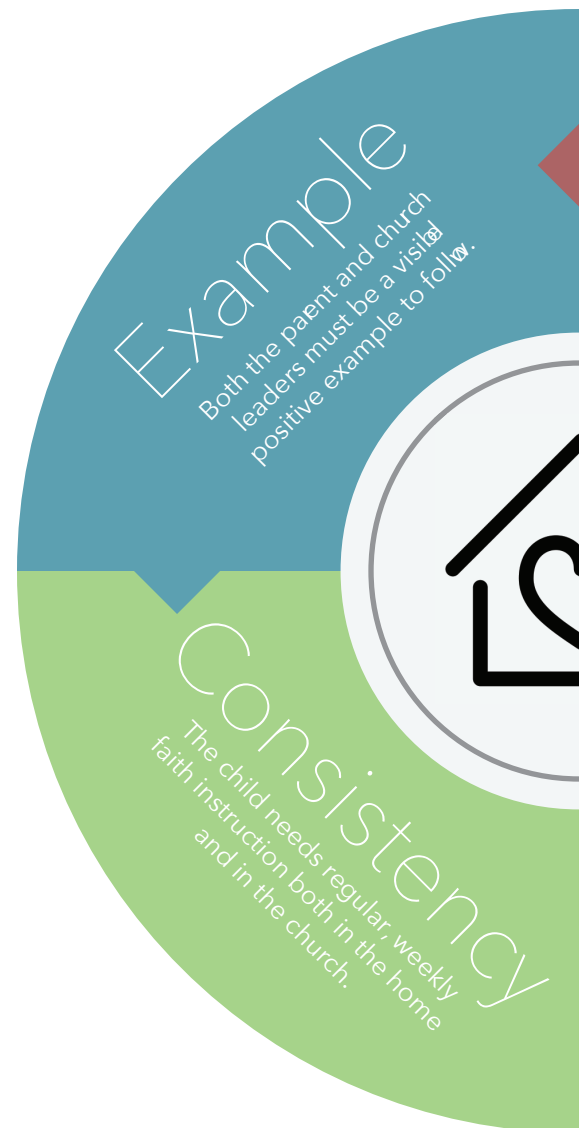 Example
Both the parent and church
leaders must be a visible
positive example to follow.
Consistency
The child needs regular, weekly
faith instruction both in the home
and in the church.